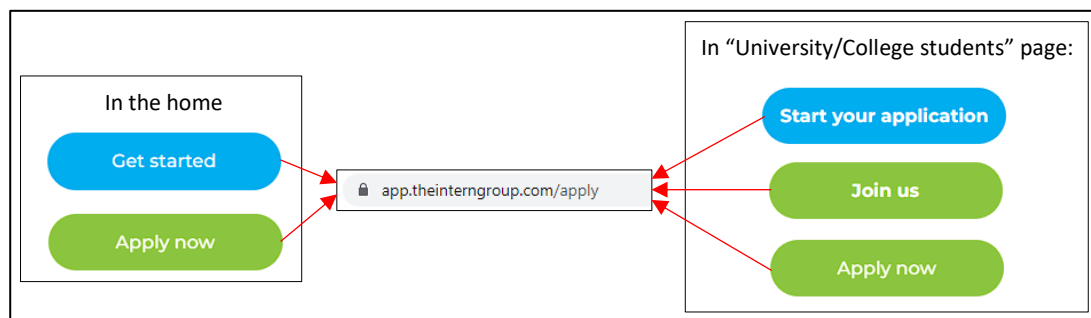 In the home
Get started
Apply now
app.theinterngroup.com/apply
In “University/College students” page:
Start your application
Join us
Apply now